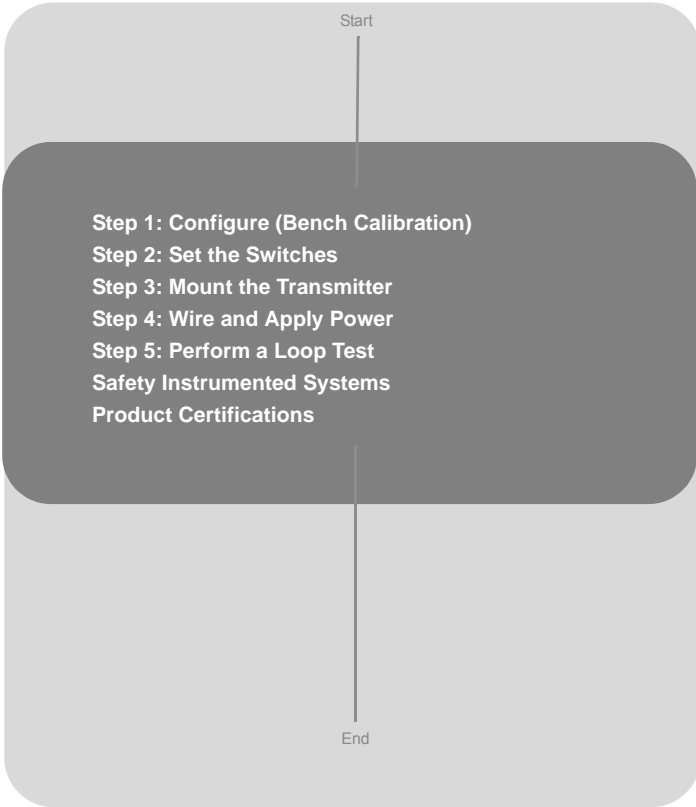 Start
Step 1: Configure (Bench Calibration)
Step 2: Set the Switches
Step 3: Mount the Transmitter
Step 4: Wire and Apply Power
Step 5: Perform a Loop Test
Safety Instrumented Systems
Product Certifications
End